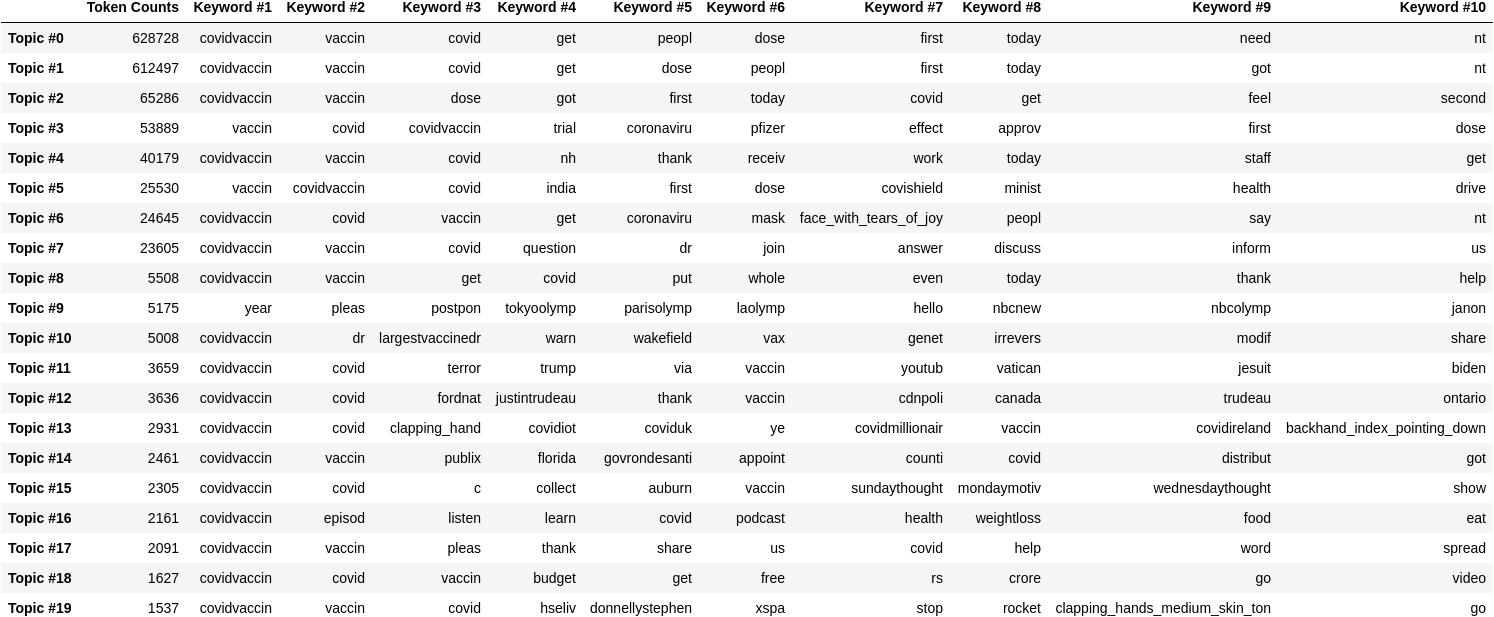 Token Counts Keyword #1 Keyword #2 Keyword #3 Keyword #4 Keyword #5 Keyword #6 Keyword #7 Keyword #8 Keyword #9 Keyword #10
Topic #0 628728 covidvaccin vaccin covid get peopl dose first today need nt
Topic #1 612497 covidvaccin vaccin covid get dose peopl first today got nt
Topic #2 65286 covidvaccin vaccin dose got first today covid get feel second
Topic #3 53889 vaccin covid covidvaccin trial coronaviru pfizer effect approv first dose
Topic #4 40179 covidvaccin vaccin covid nh thank receiv work today staff get
Topic #5 25530 vaccin covidvaccin covid india first dose covishield minist health drive
Topic #6 24645 covidvaccin covid vaccin get coronaviru mask face_with_tears_of_joy peopl say nt
Topic #7 23605 covidvaccin vaccin covid question dr join answer discuss inform us
Topic #8 5508 covidvaccin vaccin get covid put whole even today thank help
Topic #9 5175 year pleas postpon tokyoolymp parisolymp laolymp hello nbcnew nbcolymp janon
Topic #10 5008 covidvaccin dr largestvaccinedr warn wakefield vax genet irrevers modif share
Topic #11 3659 covidvaccin covid terror trump via vaccin youtub vatican jesuit biden
Topic #12 3636 covidvaccin covid fordnat justintrudeau thank vaccin cdnpoli canada trudeau ontario
Topic #13 2931 covidvaccin covid clapping_hand covidiot coviduk ye covidmillionair vaccin covidireland backhand_index_pointing_down
Topic #14 2461 covidvaccin vaccin publix florida govrondesanti appoint counti covid distribut got
Topic #15 2305 covidvaccin covid c collect auburn vaccin sundaythought mondaymotiv wednesdaythought show
Topic #16 2161 covidvaccin episod listen learn covid podcast health weightloss food eat
Topic #17 2091 covidvaccin vaccin pleas thank share us covid help word spread
Topic #18 1627 covidvaccin covid vaccin budget get free rs crore go video
Topic #19 1537 covidvaccin vaccin covid hseliv donnellystephen xspa stop rocket clapping_hands_medium_skin_ton go